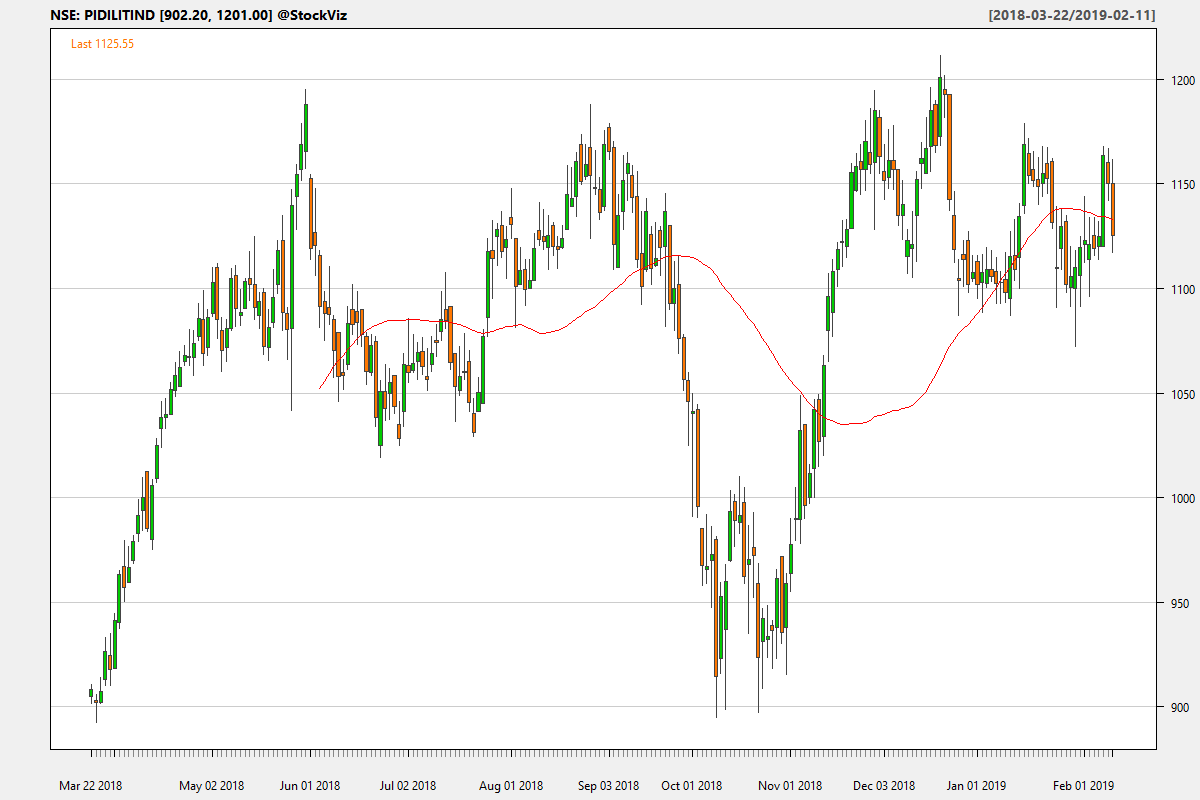 NSE: PIDILITIND [902.20, 1201.00] @StockViz [2018-03-22/2019-02-11]
Last 1125.55
1200
1150
1100
1050
1000
950
900
Mar 22 2018 May 02 2018 Jun 01 2018 Jul 02 2018 Aug 01 2018 Sep 03 2018 Oct 01 2018 Nov 01 2018 Dec 03 2018 Jan 01 2019 Feb 01 2019